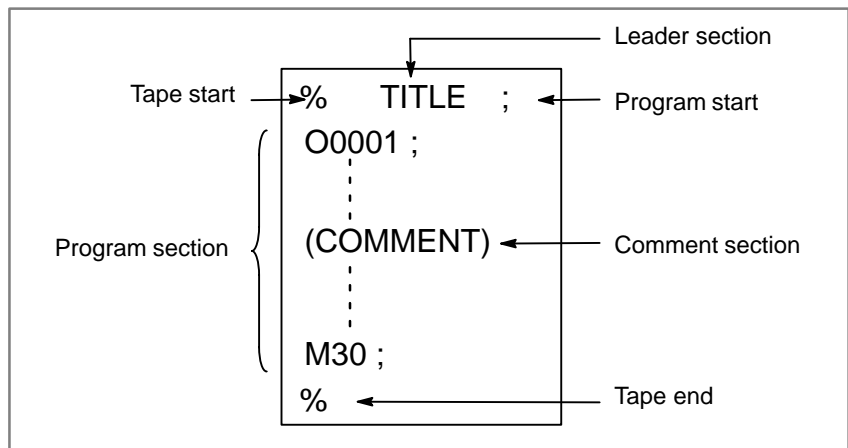 Leader section
Tape start
% TITLE ;
Program start
O0001 ;
Program section
(COMMENT)
Comment section
M30 ;
%
Tape end